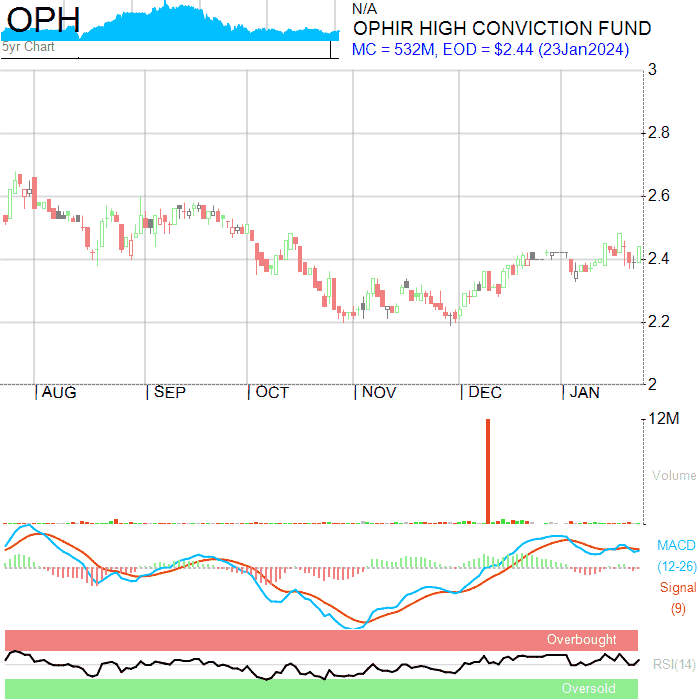 OPH
5yr Chart
N/A
OPHIR HIGH CONVICTION FUND
MC = 532M, EOD = $2.44 (23Jan2024)
3
2.8
2.6
2.4
2.2
2
AUG SEP OCT NOV DEC JAN
12M
Volume
MACD
(12-26)
Signal
(9)
Overbought
RSI(14)
Oversold